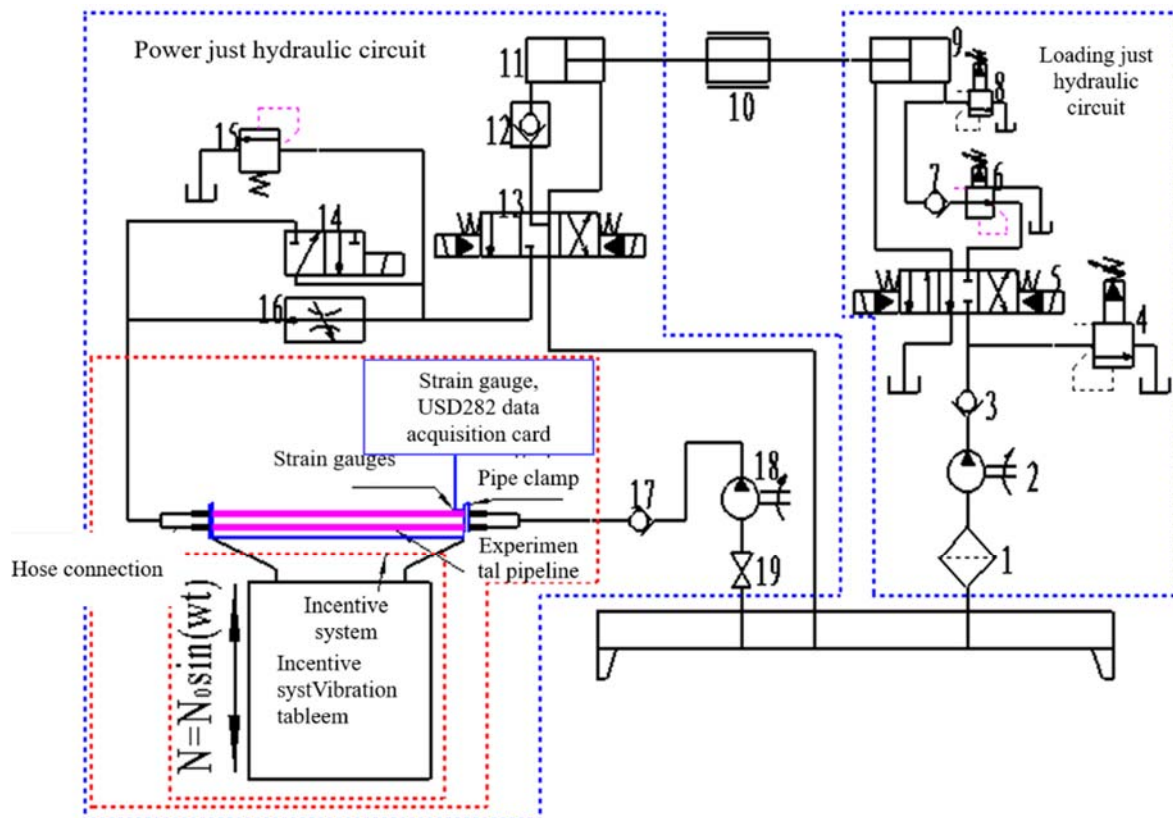 Power just hydraulic circuit
11
10
9
Loading just
hydraulic
circuit
8
12
15
7
6
13
14
5
16
4
Strain gauge,
USD282 data
acquisition card
3
Strain gauges
Pipe clamp
18
17
2
Hose connection
Experimen
tal pipeline
19
1
N=N₀sin(wt)
Incentive
system
Incentive
systVibration
tableem